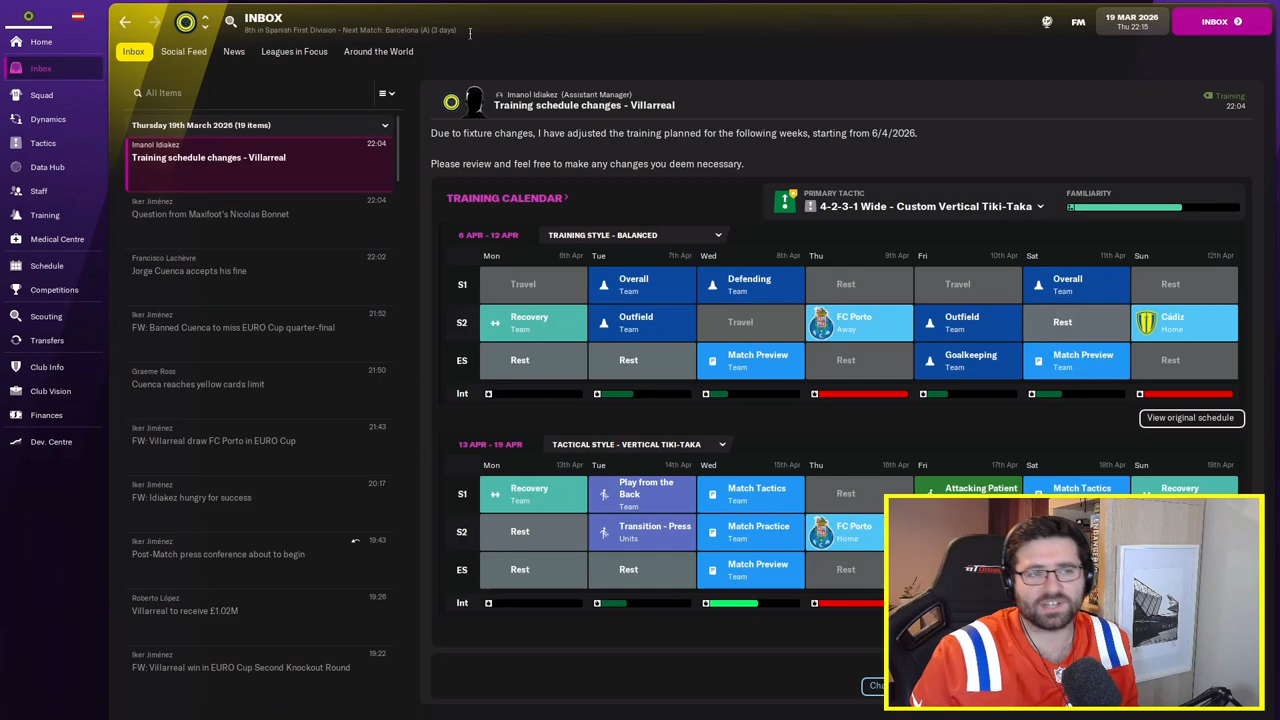 INBOX
8th in Spanish First Division - Next Match: Barcelona (A) (3 days)
FM
19 MAR 2026
Thu 22:15
INBOX
Home
Inbox
Squad
Dynamics
Tactics
Data Hub
Staff
Training
Medical Centre
Schedule
Competitions
Scouting
Transfers
Club Info
Club Vision
Finances
Dev. Centre
Inbox
Social Feed
News
Leagues in Focus
Around the World
All Items
Thursday 19th March 2026 (19 items)
Imanol Idiakez
22:04
Training schedule changes - Villarreal
Iker Jiménez
22:04
Question from Maxifoot's Nicolas Bonnet
Francisco Lachèvre
22:02
Jorge Cuenca accepts his fine
Iker Jiménez
21:52
FW: Banned Cuenca to miss EURO Cup quarter-final
Graeme Ross
21:50
Cuenca reaches yellow cards limit
Iker Jiménez
21:43
FW: Villarreal draw FC Porto in EURO Cup
Iker Jiménez
20:17
FW: Idiakez hungry for success
Iker Jiménez
19:43
Post-Match press conference about to begin
Roberto López
19:26
Villarreal to receive £1.02M
Iker Jiménez
19:22
FW: Villarreal win in EURO Cup Second Knockout Round
Imanol Idiakez (Assistant Manager)
Training schedule changes - Villarreal
Training
22:04
Due to fixture changes, I have adjusted the training planned for the following weeks, starting from 6/4/2026.
Please review and feel free to make any changes you deem necessary.
TRAINING CALENDAR
PRIMARY TACTIC
4-2-3-1 Wide - Custom Vertical Tiki-Taka
FAMILIARITY
6 APR - 12 APR
TRAINING STYLE - BALANCED
Mon 6th Apr Tue 7th Apr Wed 8th Apr Thu 9th Apr Fri 10th Apr Sat 11th Apr Sun 12th Apr
S1
Travel
Overall
Team
Defending
Team
Rest
Travel
Overall
Team
Rest
S2
Recovery
Team
Outfield
Team
Travel
FC Porto
Away
Outfield
Team
Rest
Cádiz
Home
ES
Rest
Rest
Match Preview
Team
Rest
Goalkeeping
Team
Match Preview
Team
Rest
Int
View original schedule
13 APR - 19 APR
TACTICAL STYLE - VERTICAL TIKI-TAKA
Mon 13th Apr Tue 14th Apr Wed 15th Apr Thu 16th Apr Fri 17th Apr Sat 18th Apr Sun 19th Apr
S1
Recovery
Team
Play from the
Back
Team
Match Tactics
Team
Rest
Attacking Patient
Match Tactics
Recovery
S2
Rest
Transition - Press
Units
Match Practice
Team
FC Porto
Home
ES
Rest
Rest
Match Preview
Team
Rest
Int